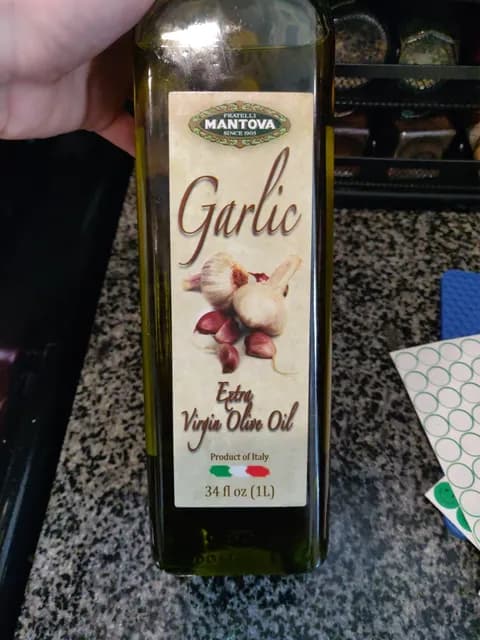 FRATELLI
MANTOVA
SINCE 1905
Garlic
Extra
Virgin Olive Oil
Product of Italy
34 fl oz (1L)